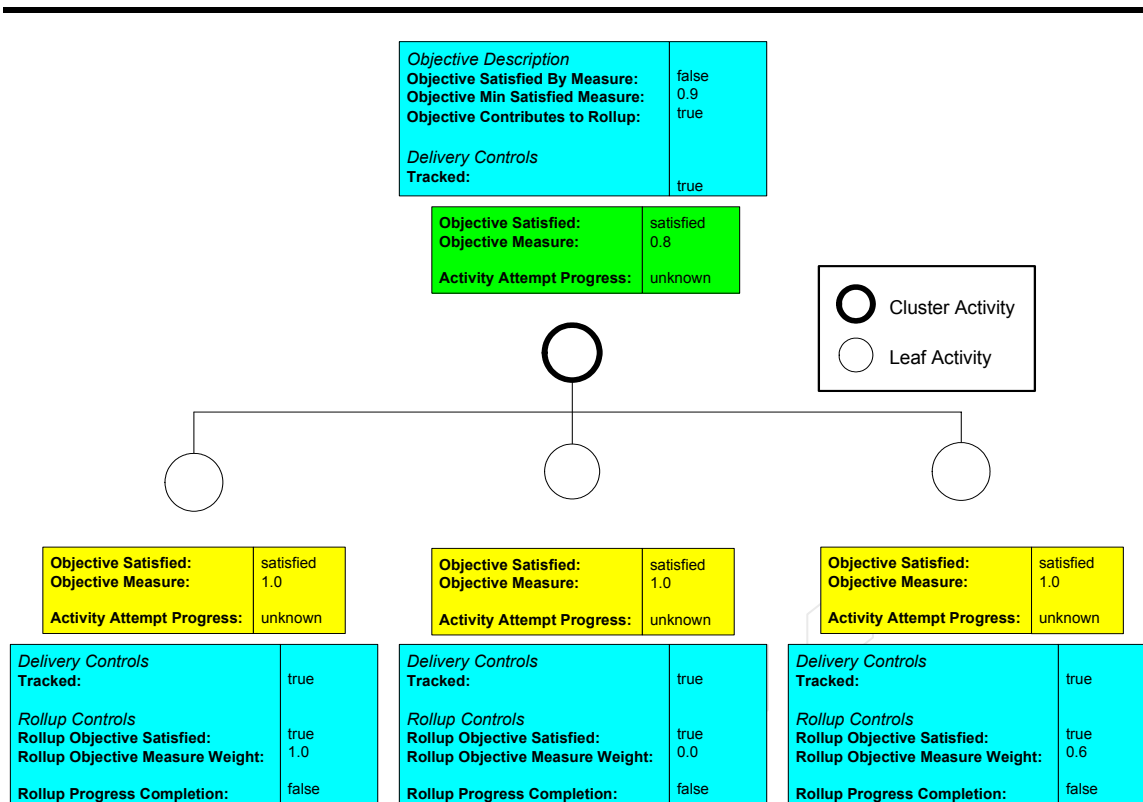 Objective Description
Objective Satisfied By Measure: false
Objective Min Satisfied Measure: 0.9
Objective Contributes to Rollup: true
Delivery Controls
Tracked: true
Objective Satisfied: satisfied
Objective Measure: 0.8
Activity Attempt Progress: unknown
Cluster Activity
Leaf Activity
Objective Satisfied: satisfied
Objective Measure: 1.0
Activity Attempt Progress: unknown
Delivery Controls
Tracked: true
Rollup Controls
Rollup Objective Satisfied: true
Rollup Objective Measure Weight: 1.0
Rollup Progress Completion: false
Objective Satisfied: satisfied
Objective Measure: 1.0
Activity Attempt Progress: unknown
Delivery Controls
Tracked: true
Rollup Controls
Rollup Objective Satisfied: true
Rollup Objective Measure Weight: 0.0
Rollup Progress Completion: false
Objective Satisfied: satisfied
Objective Measure: 1.0
Activity Attempt Progress: unknown
Delivery Controls
Tracked: true
Rollup Controls
Rollup Objective Satisfied: true
Rollup Objective Measure Weight: 0.6
Rollup Progress Completion: false